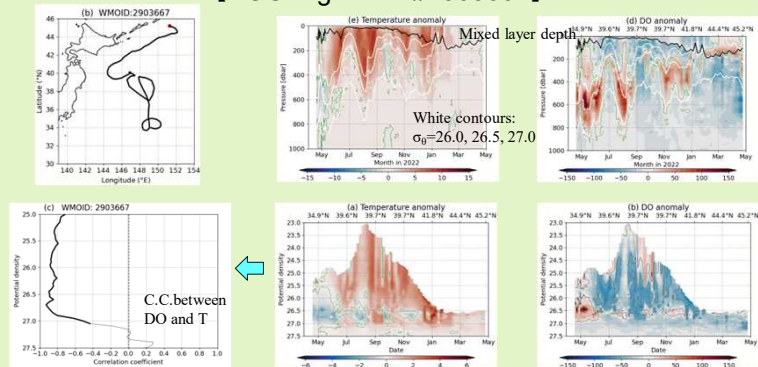 (b) WMOID:2903667
46
44
42
40
38
36
34
32
30
Latitude (°N)
140 142 144 146 148 150 152 154
Longitude (°E)
(e) Temperature anomaly
Mixed layer depth
0
200
400
600
800
1000
Pressure [dbar]
White contours:
σθ=26.0, 26.5, 27.0
May Jul Sep Nov Jan Mar May
Month in 2022
−15 −10 −5 0 5 10 15
(d) DO anomaly
34.9°N 39.6°N 39.7°N 41.8°N 44.4°N 45.2°N
200
400
600
800
1000
Pressure [dbar]
May Jul Sep Nov Jan Mar May
Month in 2022
−150 −100 −50 0 50 100 150
(c) WMOID: 2903667
25.0
25.5
26.0
26.5
27.0
27.5
Potential density
C.C.between
DO and T
−1.0 −0.8 −0.6 −0.4 −0.2 0.0 0.2 0.4 0.6 0.8 1.0
Correlation coefficient
(a) Temperature anomaly
34.9°N 39.6°N 39.7°N 41.8°N 44.4°N 45.2°N
23.0
23.5
24.0
24.5
25.0
25.5
26.0
26.5
27.0
27.5
Potential density
May Jul Sep Nov Jan Mar May
Date
−6 −4 −2 0 2 4 6
(b) DO anomaly
34.9°N 39.6°N 39.7°N 41.8°N 44.4°N 45.2°N
23.0
23.5
24.0
24.5
25.0
25.5
26.0
26.5
27.0
27.5
Potential density
May Jul Sep Nov Jan Mar May
Date
−150 −100 −50 0 50 100 150